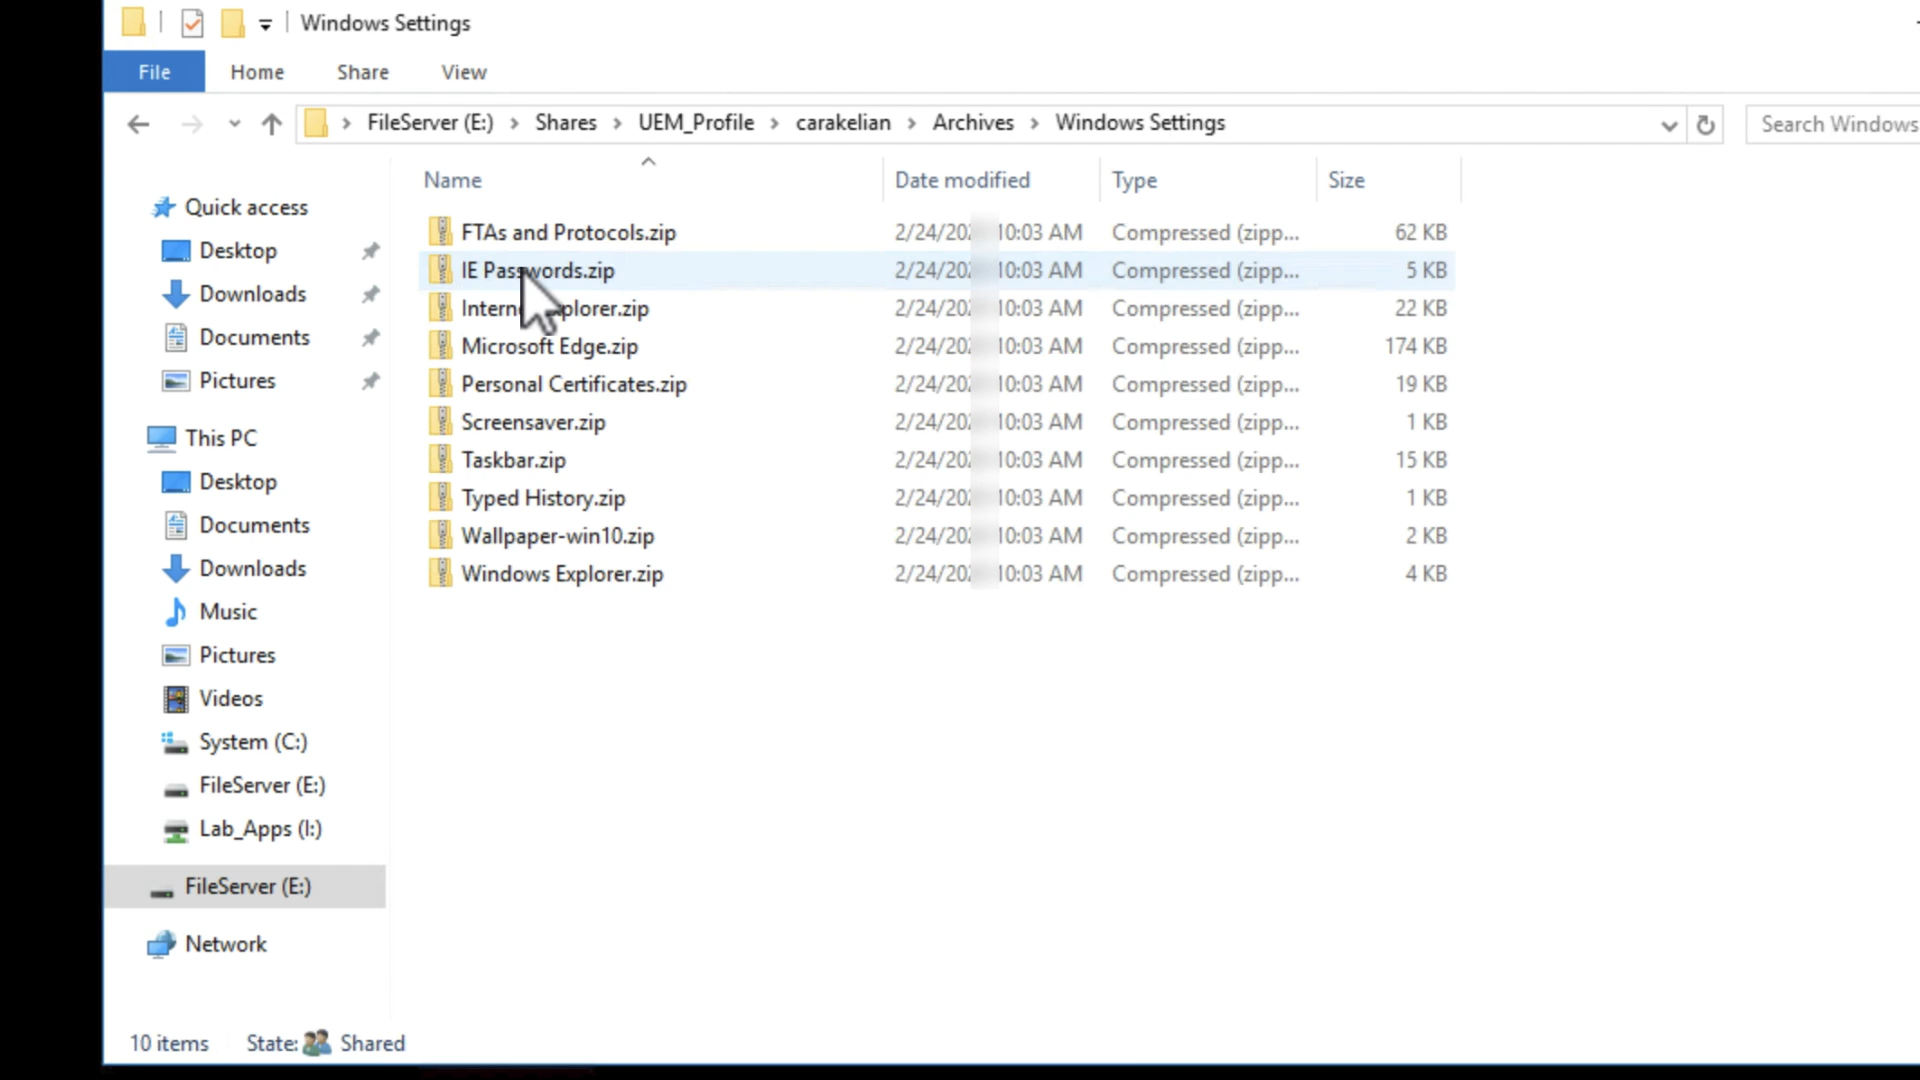 Windows Settings
File Home Share View
FileServer (E:) Shares UEM_Profile carakelian Archives Windows Settings
Search Windows
Name Date modified Type Size
FTAs and Protocols.zip 2/24/202 10:03 AM Compressed (zipp... 62 KB
IE Passwords.zip 2/24/202 10:03 AM Compressed (zipp... 5 KB
Internet Explorer.zip 2/24/202 10:03 AM Compressed (zipp... 22 KB
Microsoft Edge.zip 2/24/202 10:03 AM Compressed (zipp... 174 KB
Personal Certificates.zip 2/24/202 10:03 AM Compressed (zipp... 19 KB
Screensaver.zip 2/24/202 10:03 AM Compressed (zipp... 1 KB
Taskbar.zip 2/24/202 10:03 AM Compressed (zipp... 15 KB
Typed History.zip 2/24/202 10:03 AM Compressed (zipp... 1 KB
Wallpaper-win10.zip 2/24/202 10:03 AM Compressed (zipp... 2 KB
Windows Explorer.zip 2/24/202 10:03 AM Compressed (zipp... 4 KB
Quick access
Desktop
Downloads
Documents
Pictures
This PC
Desktop
Documents
Downloads
Music
Pictures
Videos
System (C:)
FileServer (E:)
Lab_Apps (I:)
FileServer (E:)
Network
10 items State: Shared